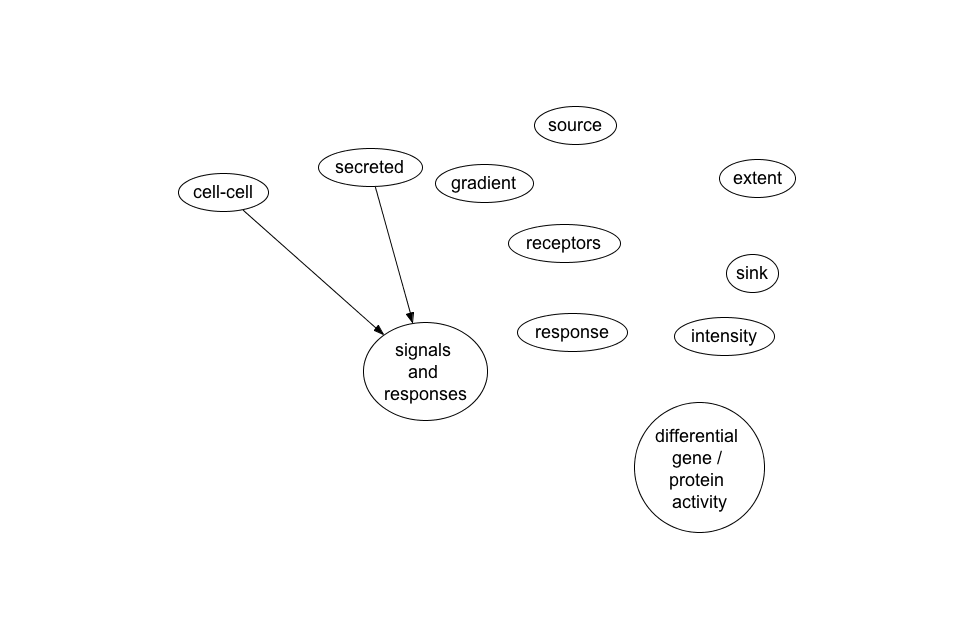 source
secreted
extent
gradient
cell-cell
receptors
sink
response
intensity
signals
and
responses
differential
gene /
protein
activity